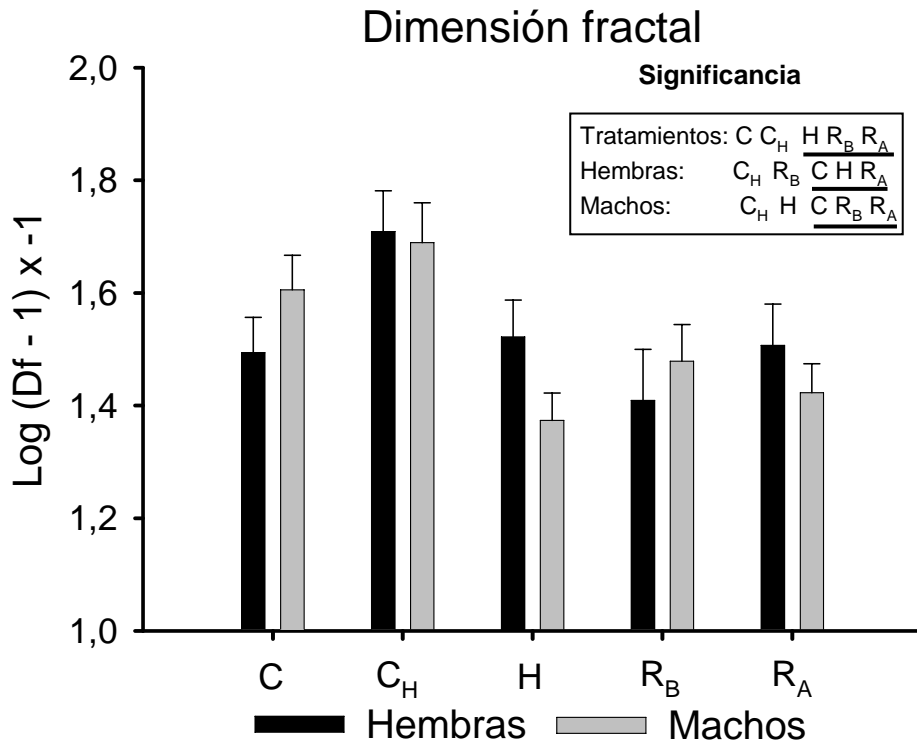 Dimensión fractal
Significancia
Tratamientos: C C_H H R_B R_A
Hembras: C_H R_B C H R_A
Machos: C_H H C R_B R_A
Log (Df - 1) x -1
2,0
1,8
1,6
1,4
1,2
1,0
C C_H H R_B R_A
Hembras Machos